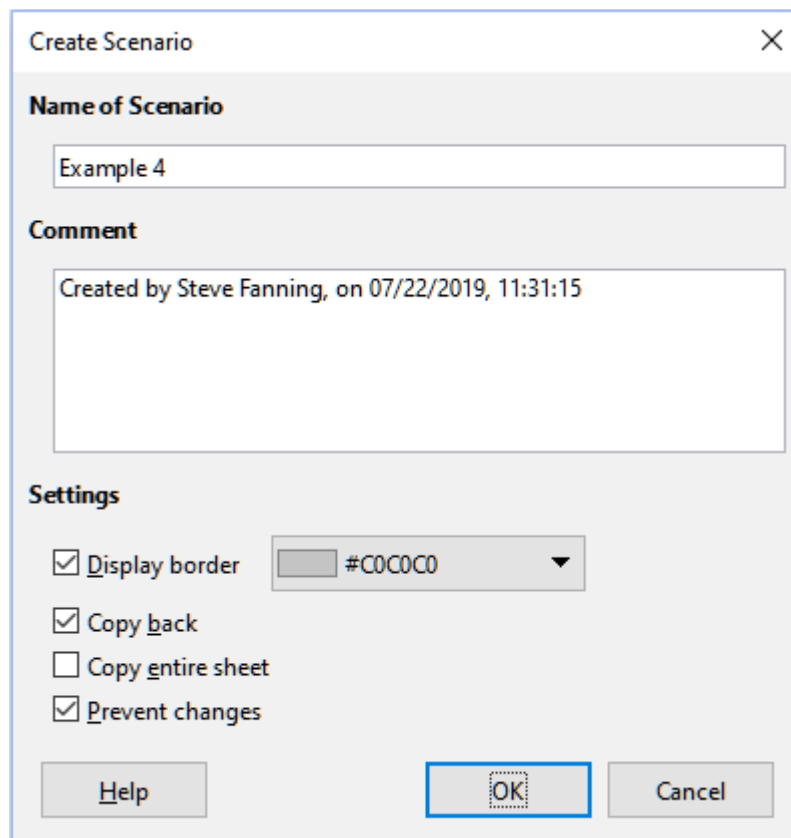 Create Scenario
Name of Scenario
Example 4
Comment
Created by Steve Fanning, on 07/22/2019, 11:31:15
Settings
Display border #C0C0C0
Copy back
Copy entire sheet
Prevent changes
Help OK Cancel